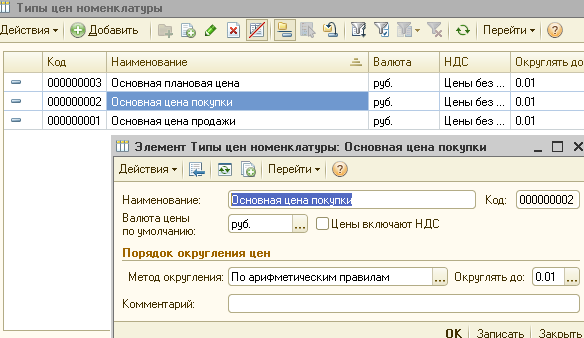 Типы цен номенклатуры
Действия Добавить Перейти ?
Код Наименование Валюта НДС Округлять до
000000003 Основная плановая цена руб. Цены без ... 0.01
000000002 Основная цена покупки руб. Цены без ... 0.01
000000001 Основная цена продажи руб. Цены без ... 0.01
Элемент Типы цен номенклатуры: Основная цена покупки
Действия Перейти ?
Наименование: Основная цена покупки Код: 000000002
Валюта цены
по умолчанию: руб. ... Цены включают НДС
Порядок округления цен
Метод округления: По арифметическим правилам ... Округлять до: 0.01 ...
Комментарий:
OK Записать Закрыть